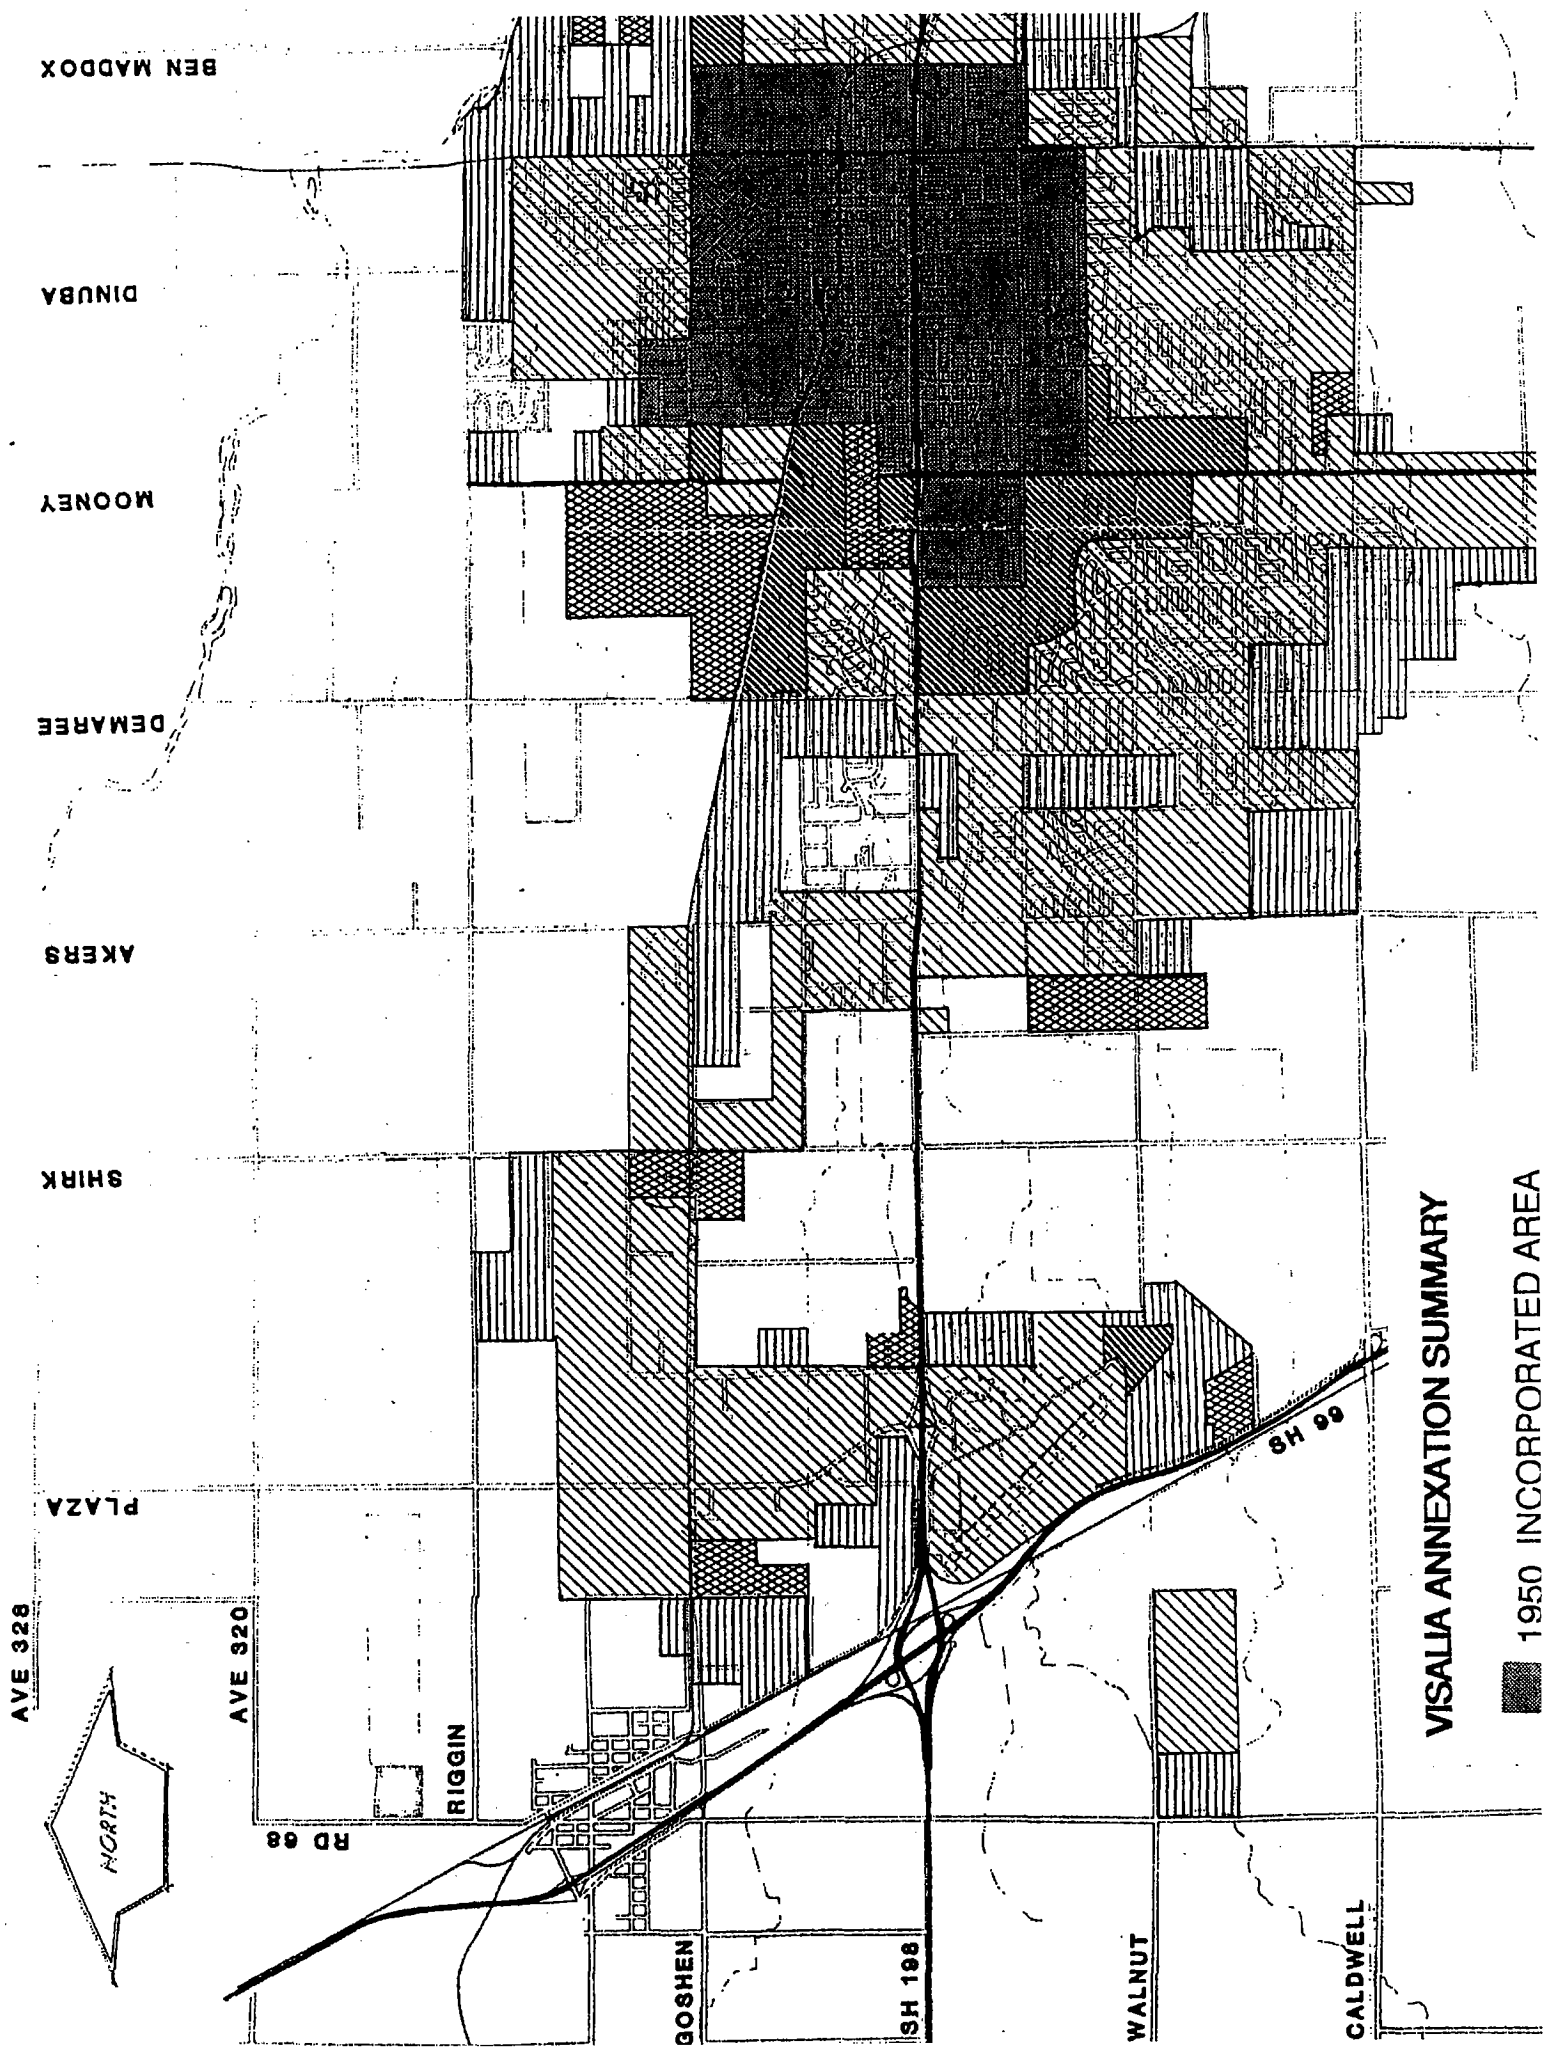 BEN MADDOX
DINUBA
MOONEY
DEMAREE
AKERS
SHIRK
PLAZA
AVE 328
AVE 320
RIGGIN
RD 68
NORTH
GOSHEN
SH 198
WALNUT
CALDWELL
SH 99
VISALIA ANNEXATION SUMMARY
1950 INCORPORATED AREA